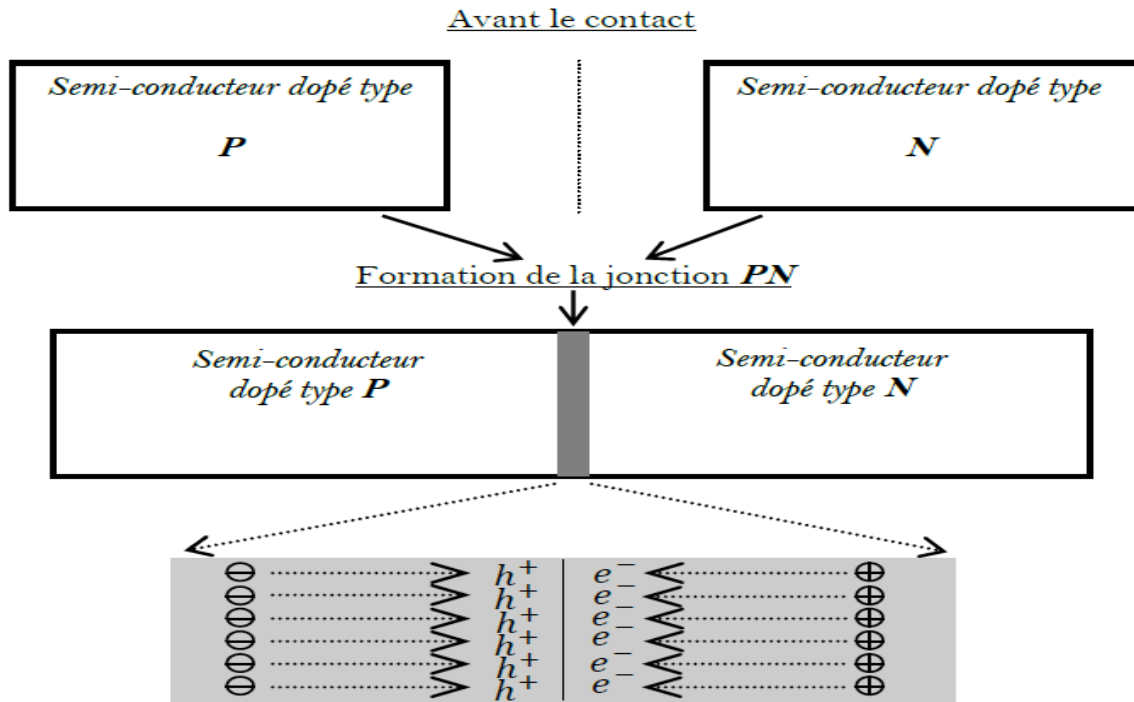 Avant le contact
Semi-conducteur dopé type
P
Semi-conducteur dopé type
N
Formation de la jonction PN
Semi-conducteur
dopé type P
Semi-conducteur
dopé type N
⊖ h⁺ e⁻ ⊕
⊖ h⁺ e⁻ ⊕
⊖ h⁺ e⁻ ⊕
⊖ h⁺ e⁻ ⊕
⊖ h⁺ e⁻ ⊕
⊖ h⁺ e⁻ ⊕